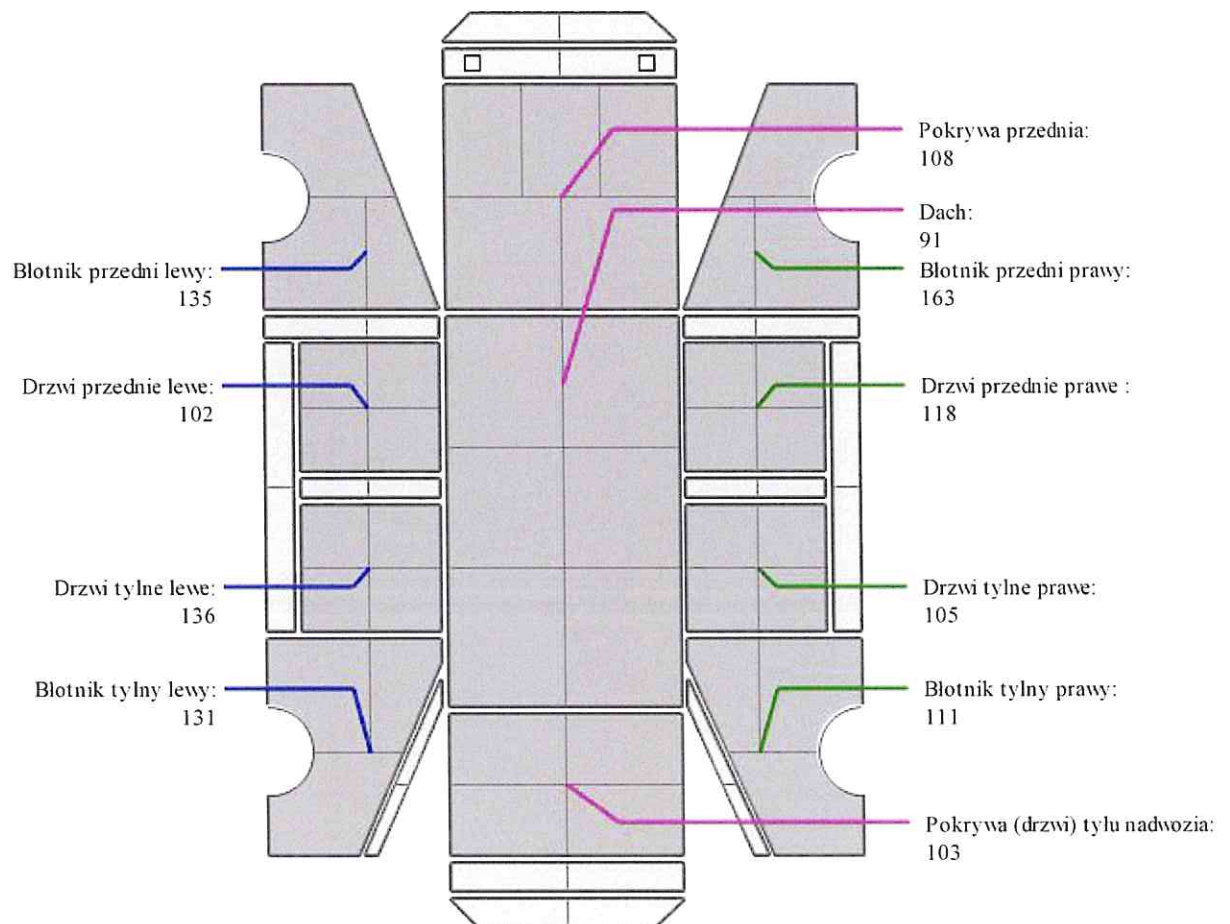 Pokrywa przednia:
108
Dach:
91
Błotnik przedni lewy:
135
Błotnik przedni prawy:
163
Drzwi przednie lewe:
102
Drzwi przednie prawe :
118
Drzwi tylne lewe:
136
Drzwi tylne prawe:
105
Błotnik tylny lewy:
131
Błotnik tylny prawy:
111
Pokrywa (drzwi) tyłu nadwozia:
103